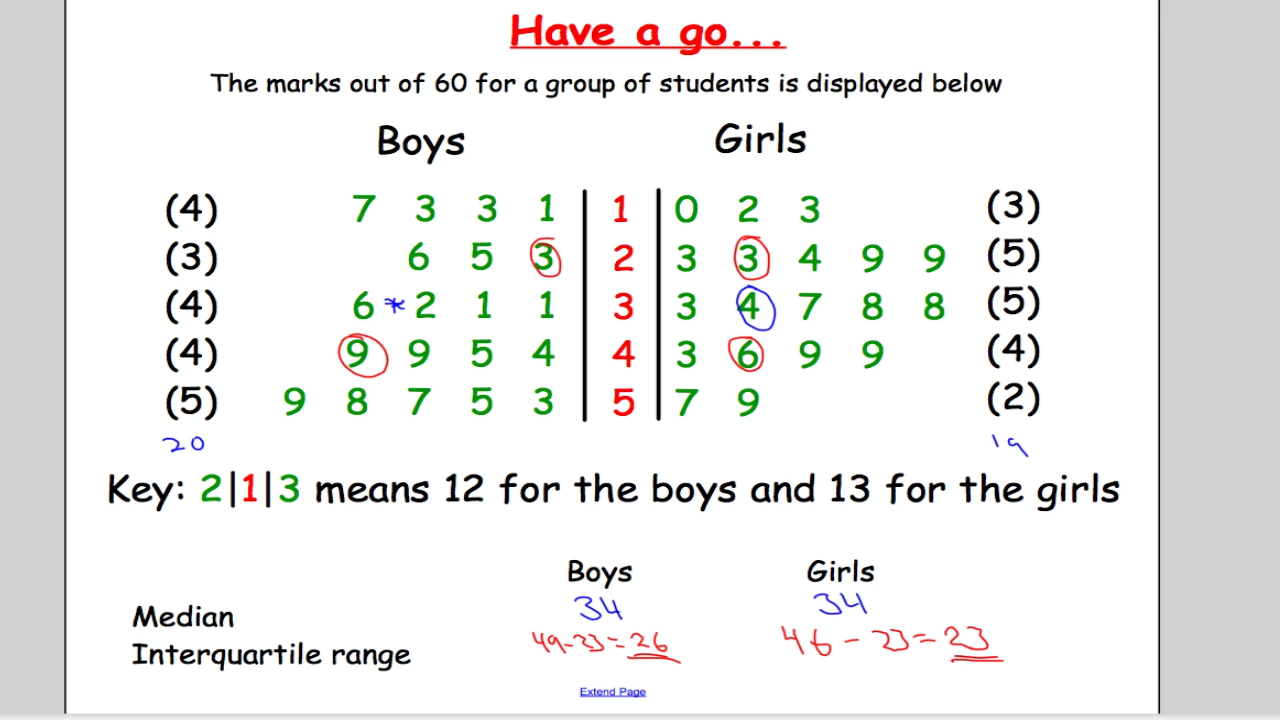 Have a go...
The marks out of 60 for a group of students is displayed below
Boys Girls
(4) 7 3 3 1 1 0 2 3 (3)
(3) 6 5 3 2 3 3 4 9 9 (5)
(4) 6 * 2 1 1 3 3 4 7 8 8 (5)
(4) 9 9 5 4 4 3 6 9 9 (4)
(5) 9 8 7 5 3 5 7 9 (2)
20 19
Key: 2|1|3 means 12 for the boys and 13 for the girls
Boys Girls
Median 34 34
Interquartile range 49-23=26 46-23=23
Extend Page